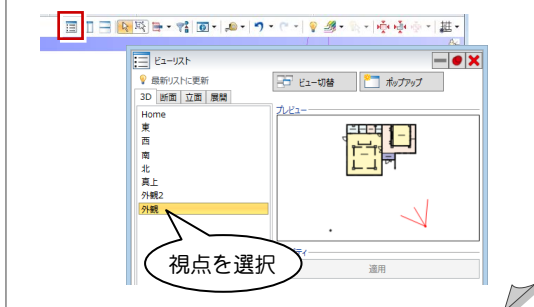 ビューリスト
最新リストに更新
ビュー切替
ポップアップ
3D 断面 立面 展開
プレビュー
Home
東
西
南
北
真上
外観2
外観
視点を選択
適用